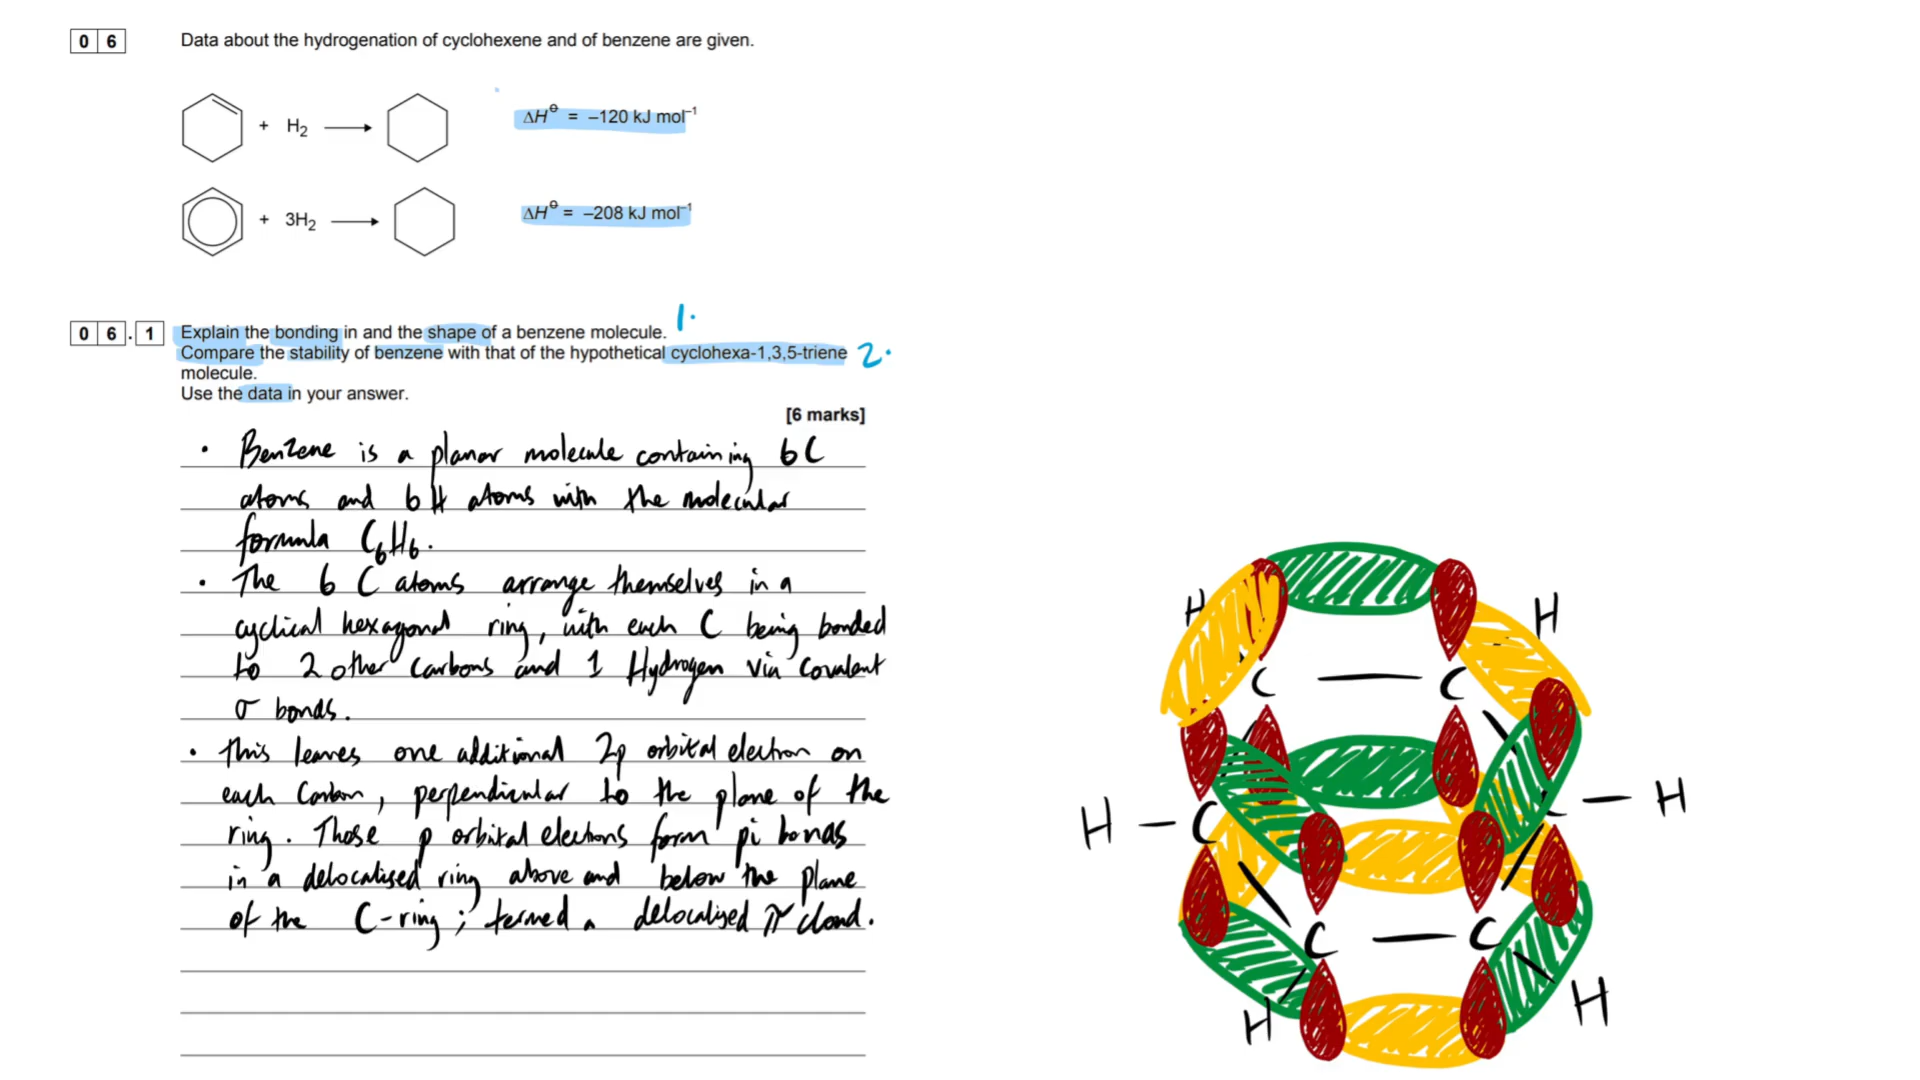 0 6 Data about the hydrogenation of cyclohexene and of benzene are given.
+ H₂ ⟶ ΔH⦵ = –120 kJ mol⁻¹
+ 3H₂ ⟶ ΔH⦵ = –208 kJ mol⁻¹
0 6 . 1 Explain the bonding in and the shape of a benzene molecule. 1.
Compare the stability of benzene with that of the hypothetical cyclohexa-1,3,5-triene 2.
molecule.
Use the data in your answer.
[6 marks]
• Benzene is a planar molecule containing 6 C
atoms and 6 H atoms with the molecular
formula C₆H₆.
• The 6 C atoms arrange themselves in a
cyclical hexagonal ring, with each C being bonded
to 2 other carbons and 1 Hydrogen via covalent
σ bonds.
• This leaves one additional 2p orbital electron on
each Carbon, perpendicular to the plane of the
ring. These p orbital electrons form pi bonds
in a delocalised ring above and below the plane
of the C-ring; termed a delocalised π cloud.
H H
C — C
H — C C — H
C — C
H H